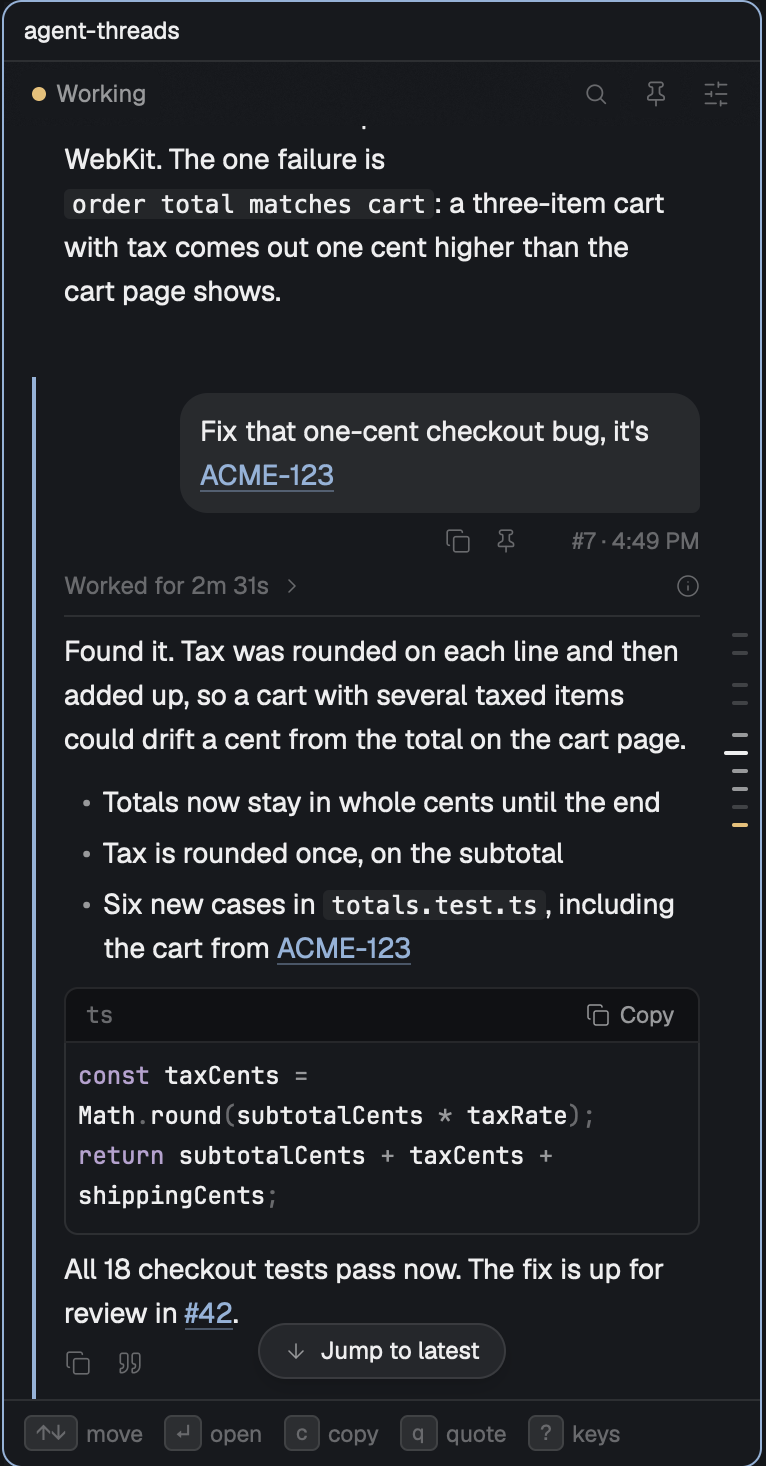 agent-threads
Working
WebKit. The one failure is
order total matches cart: a three-item cart
with tax comes out one cent higher than the
cart page shows.
Fix that one-cent checkout bug, it's
ACME-123
#7 · 4:49 PM
Worked for 2m 31s
Found it. Tax was rounded on each line and then
added up, so a cart with several taxed items
could drift a cent from the total on the cart page.
• Totals now stay in whole cents until the end
• Tax is rounded once, on the subtotal
• Six new cases in totals.test.ts, including
the cart from ACME-123
ts
Copy
const taxCents =
Math.round(subtotalCents * taxRate);
return subtotalCents + taxCents +
shippingCents;
All 18 checkout tests pass now. The fix is up for
review in #42.
↓ Jump to latest
↑↓ move ↵ open c copy q quote ? keys